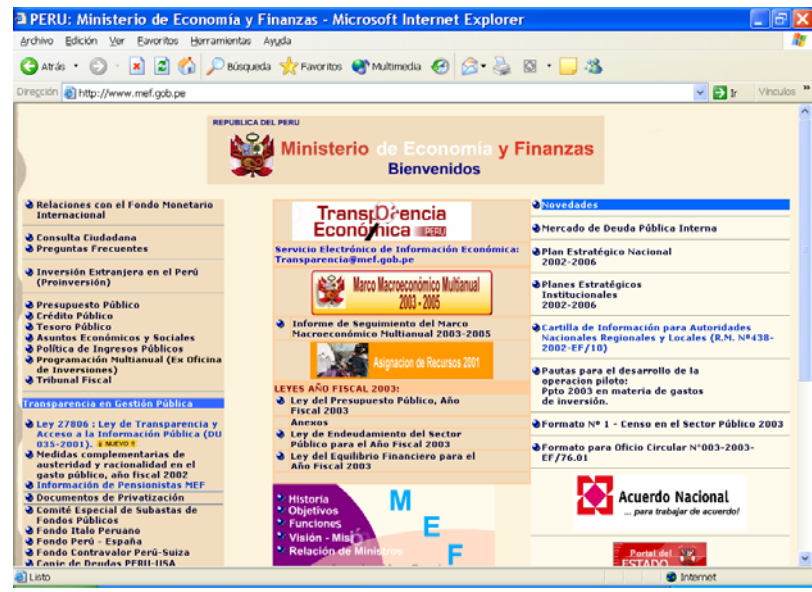 PERU: Ministerio de Economía y Finanzas - Microsoft Internet Explorer
Archivo Edición Ver Favoritos Herramientas Ayuda
Atrás Búsqueda Favoritos Multimedia
Dirección http://www.mef.gob.pe Ir Vínculos
REPUBLICA DEL PERU
Ministerio de Economía y Finanzas
Bienvenidos
Relaciones con el Fondo Monetario
Internacional
Consulta Ciudadana
Preguntas Frecuentes
Inversión Extranjera en el Perú
(Proinversión)
Presupuesto Público
Crédito Público
Tesoro Público
Asuntos Económicos y Sociales
Política de Ingresos Públicos
Programación Multianual (Ex Oficina
de Inversiones)
Tribunal Fiscal
Transparencia en Gestión Pública
Ley 27806 : Ley de Transparencia y
Acceso a la Información Pública (DU
035-2001). NUEVO !!
Medidas complementarias de
austeridad y racionalidad en el
gasto público, año fiscal 2002
Información de Pensionistas MEF
Documentos de Privatización
Comité Especial de Subastas de
Fondos Públicos
Fondo Italo Peruano
Fondo Perú - España
Fondo Contravalor Perú-Suiza
Canje de Deudas PERU-USA
Transparencia
Económica PERU
Servicio Electrónico de Información Económica:
Transparencia@mef.gob.pe
Marco Macroeconómico Multianual
2003 - 2005
Informe de Seguimiento del Marco
Macroeconómico Multianual 2003-2005
Asignacion de Recursos 2001
LEYES AÑO FISCAL 2003:
Ley del Presupuesto Público, Año
Fiscal 2003
Anexos
Ley de Endeudamiento del Sector
Público para el Año Fiscal 2003
Ley del Equilibrio Financiero para el
Año Fiscal 2003
Historia
Objetivos
Funciones
Visión - Misión
Relación de Ministros
M
E
F
Novedades
Mercado de Deuda Pública Interna
Plan Estratégico Nacional
2002-2006
Planes Estratégicos
Institucionales
2002-2006
Cartilla de Información para Autoridades
Nacionales Regionales y Locales (R.M. Nº438-
2002-EF/10)
Pautas para el desarrollo de la
operacion piloto:
Ppto 2003 en materia de gastos
de inversión.
Formato Nº 1 - Censo en el Sector Público 2003
Formato para Oficio Circular N°003-2003-
EF/76.01
Acuerdo Nacional
... para trabajar de acuerdo!
Portal del
ESTADO
Listo Internet